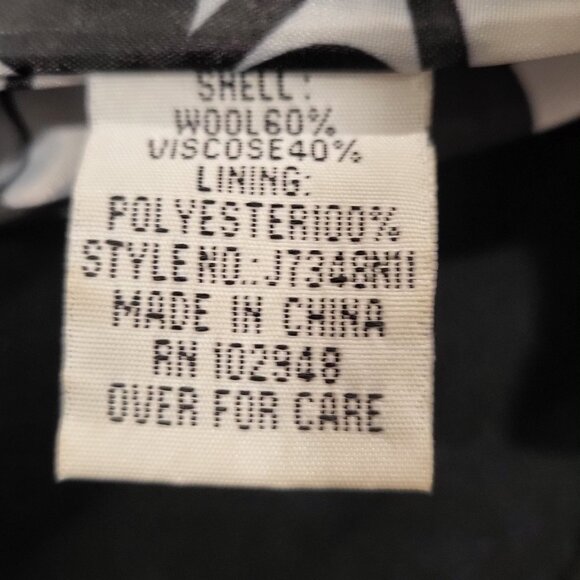 SHELL:
WOOL60%
VISCOSE40%
LINING:
POLYESTER100%
STYLE NO.: J7348N11
MADE IN CHINA
RN 102948
OVER FOR CARE